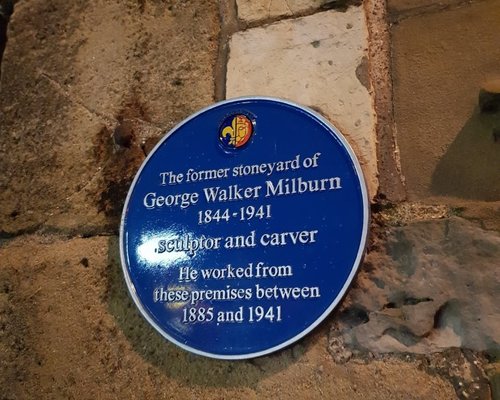 The former stoneyard of
George Walker Milburn
1844-1941
sculptor and carver
He worked from
these premises between
1885 and 1941